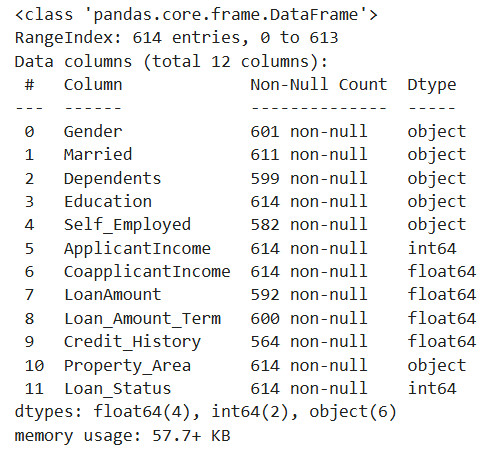 <class 'pandas.core.frame.DataFrame'>
RangeIndex: 614 entries, 0 to 613
Data columns (total 12 columns):
 #   Column             Non-Null Count  Dtype
---  ------             --------------  -----
 0   Gender             601 non-null    object
 1   Married            611 non-null    object
 2   Dependents         599 non-null    object
 3   Education          614 non-null    object
 4   Self_Employed      582 non-null    object
 5   ApplicantIncome    614 non-null    int64
 6   CoapplicantIncome  614 non-null    float64
 7   LoanAmount         592 non-null    float64
 8   Loan_Amount_Term   600 non-null    float64
 9   Credit_History     564 non-null    float64
 10  Property_Area      614 non-null    object
 11  Loan_Status        614 non-null    int64
dtypes: float64(4), int64(2), object(6)
memory usage: 57.7+ KB